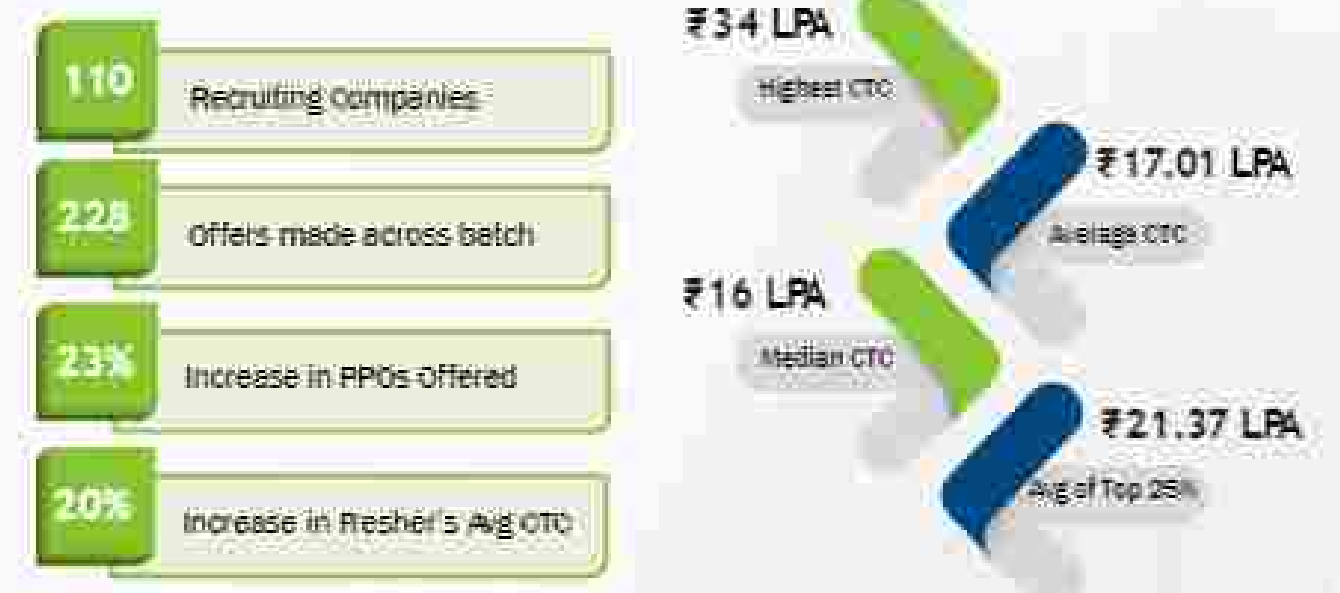 110
Recruiting Companies
228
Offers made across batch
23%
Increase in PPOs Offered
20%
Increase in Fresher's Avg CTC
₹34 LPA
Highest CTC
₹17.01 LPA
Average CTC
₹16 LPA
Median CTC
₹21.37 LPA
Avg of Top 25%